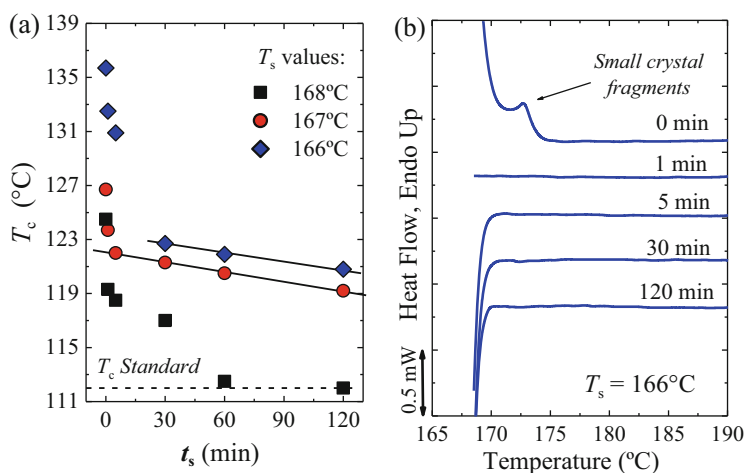 (a)
139
135
131
127
123
119
115
111
T_c (°C)
T_s values:
168ºC
167ºC
166ºC
T_c Standard
0 30 60 90 120
t_s (min)
(b)
Heat Flow, Endo Up
0.5 mW
Small crystal
fragments
0 min
1 min
5 min
30 min
120 min
T_s = 166°C
165 170 175 180 185 190
Temperature (ºC)